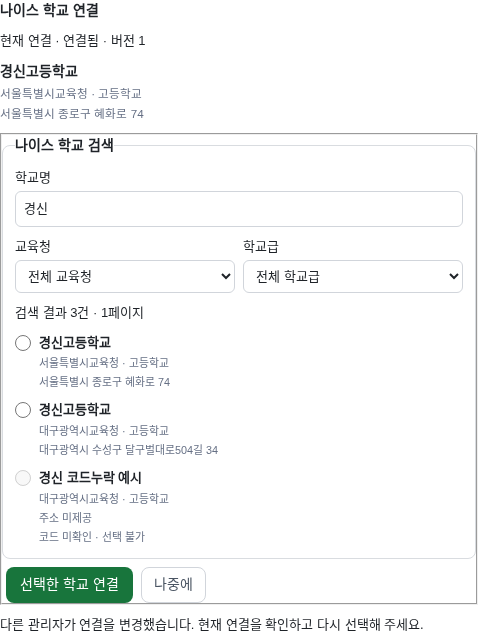 나이스 학교 연결
현재 연결 · 연결됨 · 버전 1
경신고등학교
서울특별시교육청 · 고등학교
서울특별시 종로구 혜화로 74
나이스 학교 검색
학교명
경신
교육청 학교급
전체 교육청 전체 학교급
검색 결과 3건 · 1페이지
경신고등학교
서울특별시교육청 · 고등학교
서울특별시 종로구 혜화로 74
경신고등학교
대구광역시교육청 · 고등학교
대구광역시 수성구 달구벌대로504길 34
경신 코드누락 예시
대구광역시교육청 · 고등학교
주소 미제공
코드 미확인 · 선택 불가
선택한 학교 연결 나중에
다른 관리자가 연결을 변경했습니다. 현재 연결을 확인하고 다시 선택해 주세요.